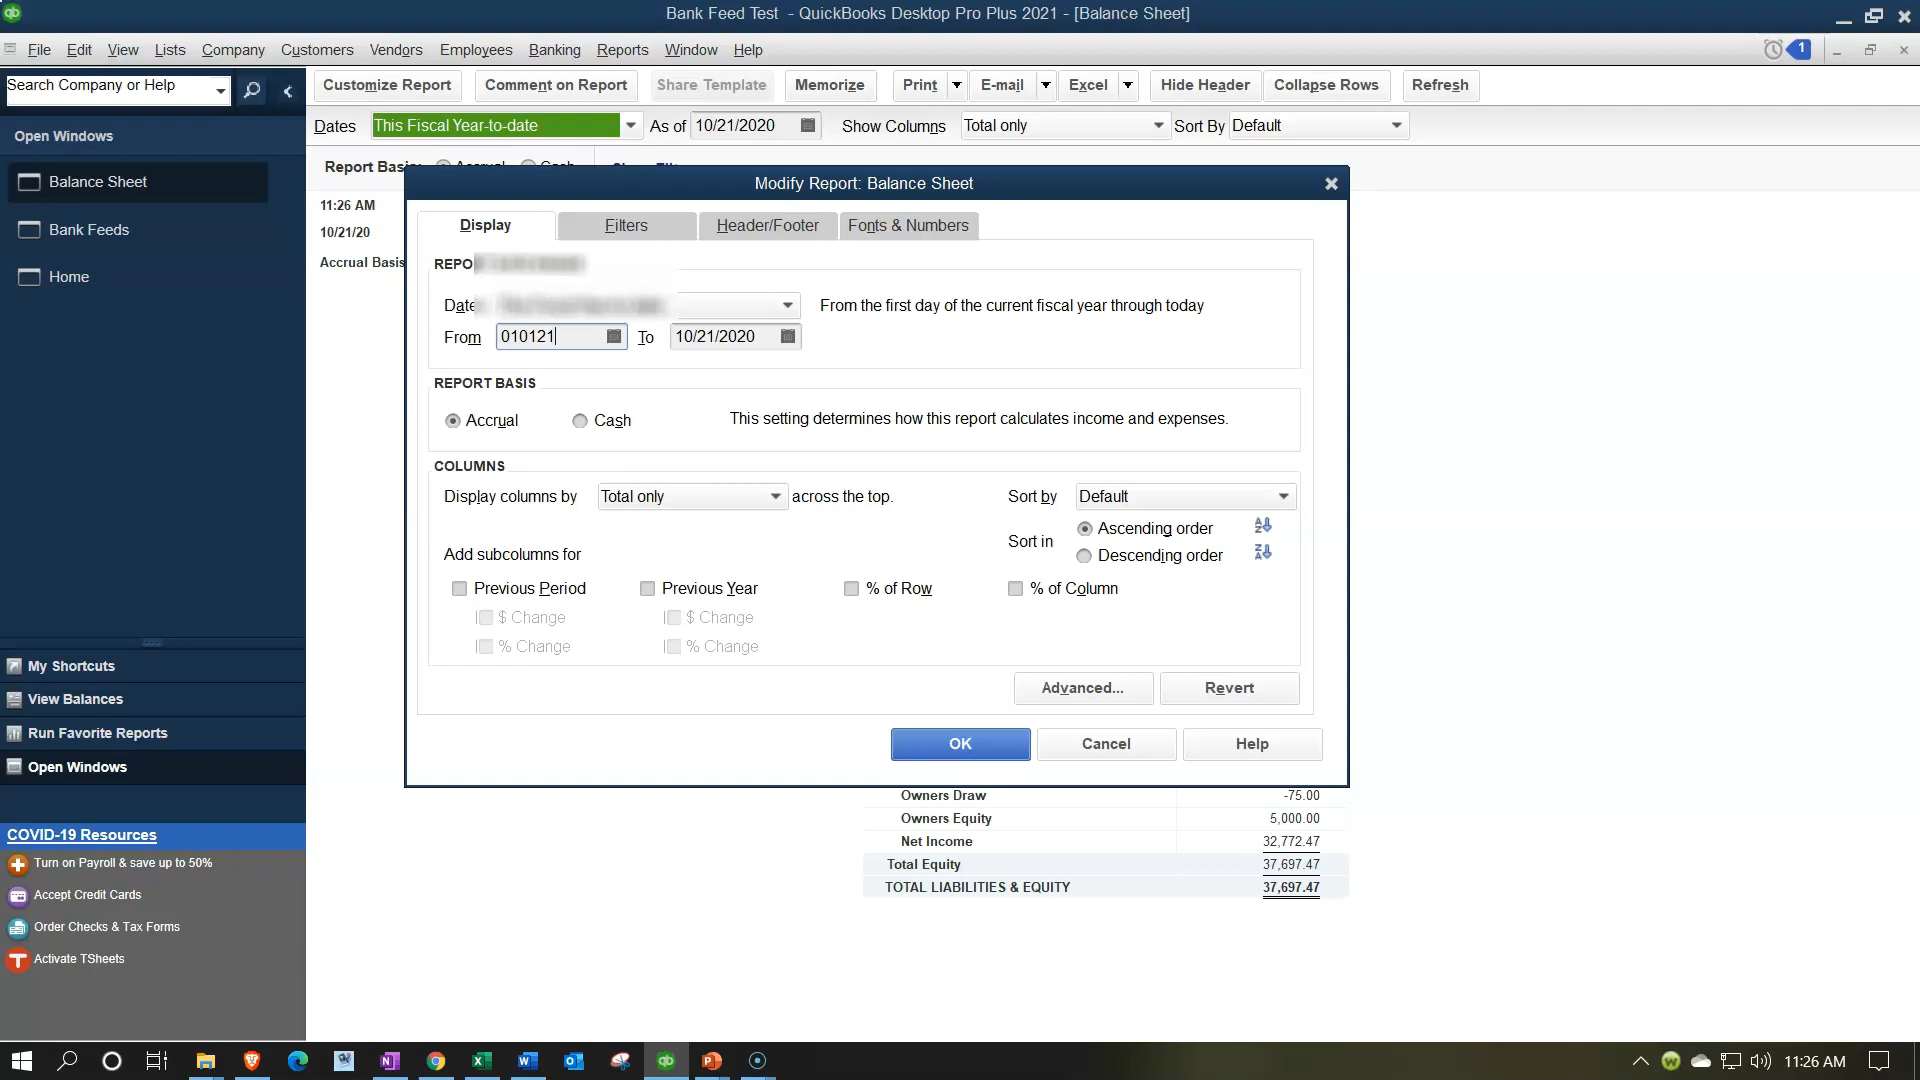 Bank Feed Test - QuickBooks Desktop Pro Plus 2021 - [Balance Sheet]
File Edit View Lists Company Customers Vendors Employees Banking Reports Window Help 1
Search Company or Help
Customize Report Comment on Report Share Template Memorize Print E-mail Excel Hide Header Collapse Rows Refresh
Dates This Fiscal Year-to-date As of 10/21/2020 Show Columns Total only Sort By Default
Open Windows
Balance Sheet
Bank Feeds
Home
Report Basis:
11:26 AM
10/21/20
Accrual Basis
Modify Report: Balance Sheet
Display Filters Header/Footer Fonts & Numbers
From the first day of the current fiscal year through today
From 010121 To 10/21/2020
REPORT BASIS
Accrual Cash This setting determines how this report calculates income and expenses.
COLUMNS
Display columns by Total only across the top. Sort by Default
Sort in Ascending order
Descending order
Add subcolumns for
Previous Period Previous Year % of Row % of Column
$ Change $ Change
% Change % Change
Advanced... Revert
OK Cancel Help
Owners Draw -75.00
Owners Equity 5,000.00
Net Income 32,772.47
Total Equity 37,697.47
TOTAL LIABILITIES & EQUITY 37,697.47
My Shortcuts
View Balances
Run Favorite Reports
Open Windows
COVID-19 Resources
Turn on Payroll & save up to 50%
Accept Credit Cards
Order Checks & Tax Forms
Activate TSheets
11:26 AM